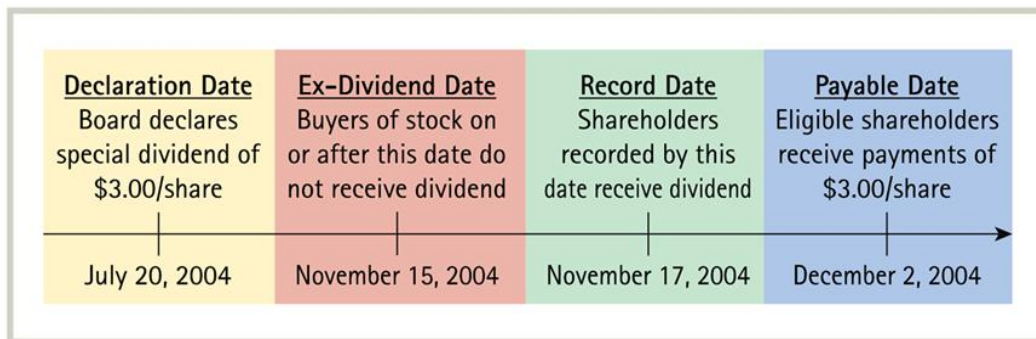 Declaration Date
Board declares
special dividend of
$3.00/share
July 20, 2004
Ex-Dividend Date
Buyers of stock on
or after this date do
not receive dividend
November 15, 2004
Record Date
Shareholders
recorded by this
date receive dividend
November 17, 2004
Payable Date
Eligible shareholders
receive payments of
$3.00/share
December 2, 2004